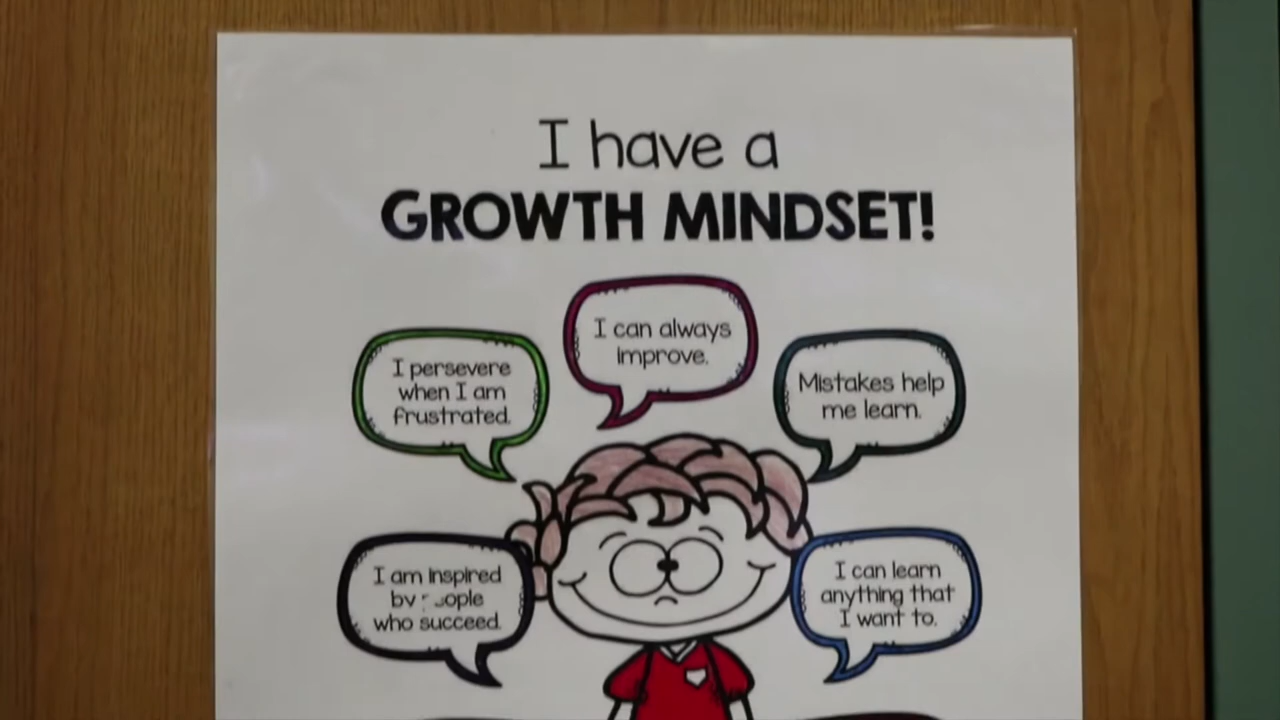 I have a
GROWTH MINDSET!
I can always
improve.
I persevere
when I am
frustrated.
Mistakes help
me learn.
I am inspired
by people
who succeed.
I can learn
anything that
I want to.